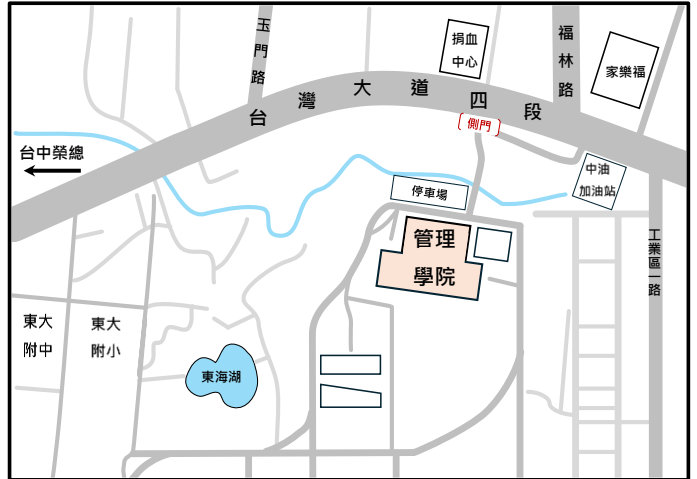 玉門路
捐血
中心
福林路
家樂福
台灣大道四段
側門
台中榮總
中油
加油站
停車場
管理
學院
工業區一路
東大
附中
東大
附小
東海湖